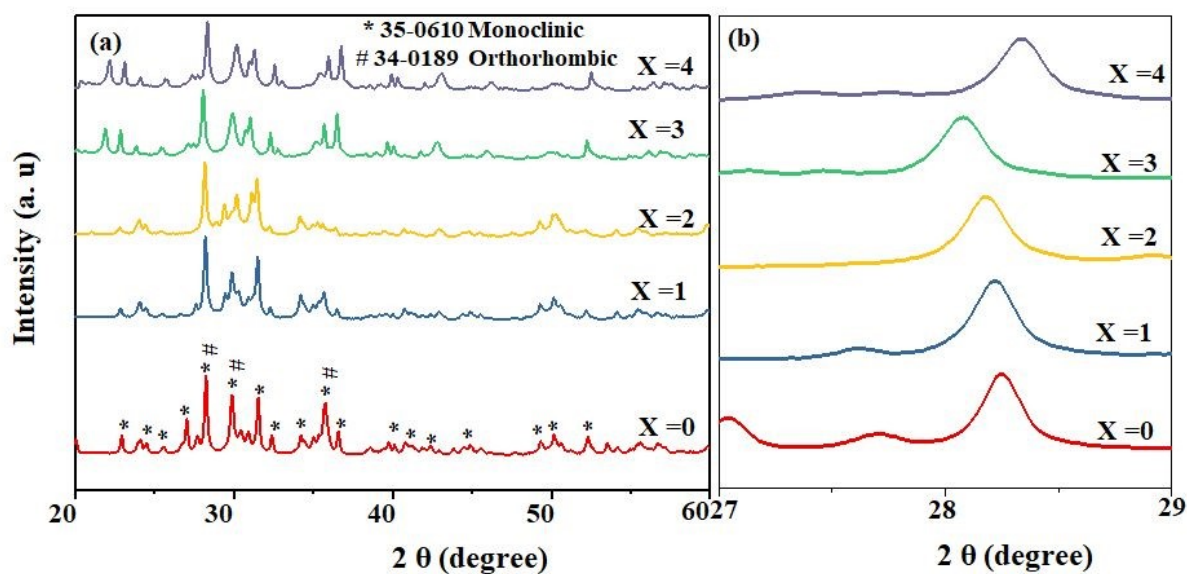 (a)
* 35-0610 Monoclinic
# 34-0189 Orthorhombic
X =4
X =3
X =2
X =1
X =0
# # #
* * * * * * * * * * * * * * * * * * *
Intensity (a. u)
20 30 40 50 60
2 θ (degree)
(b)
X =4
X =3
X =2
X =1
X =0
27 28 29
2 θ (degree)